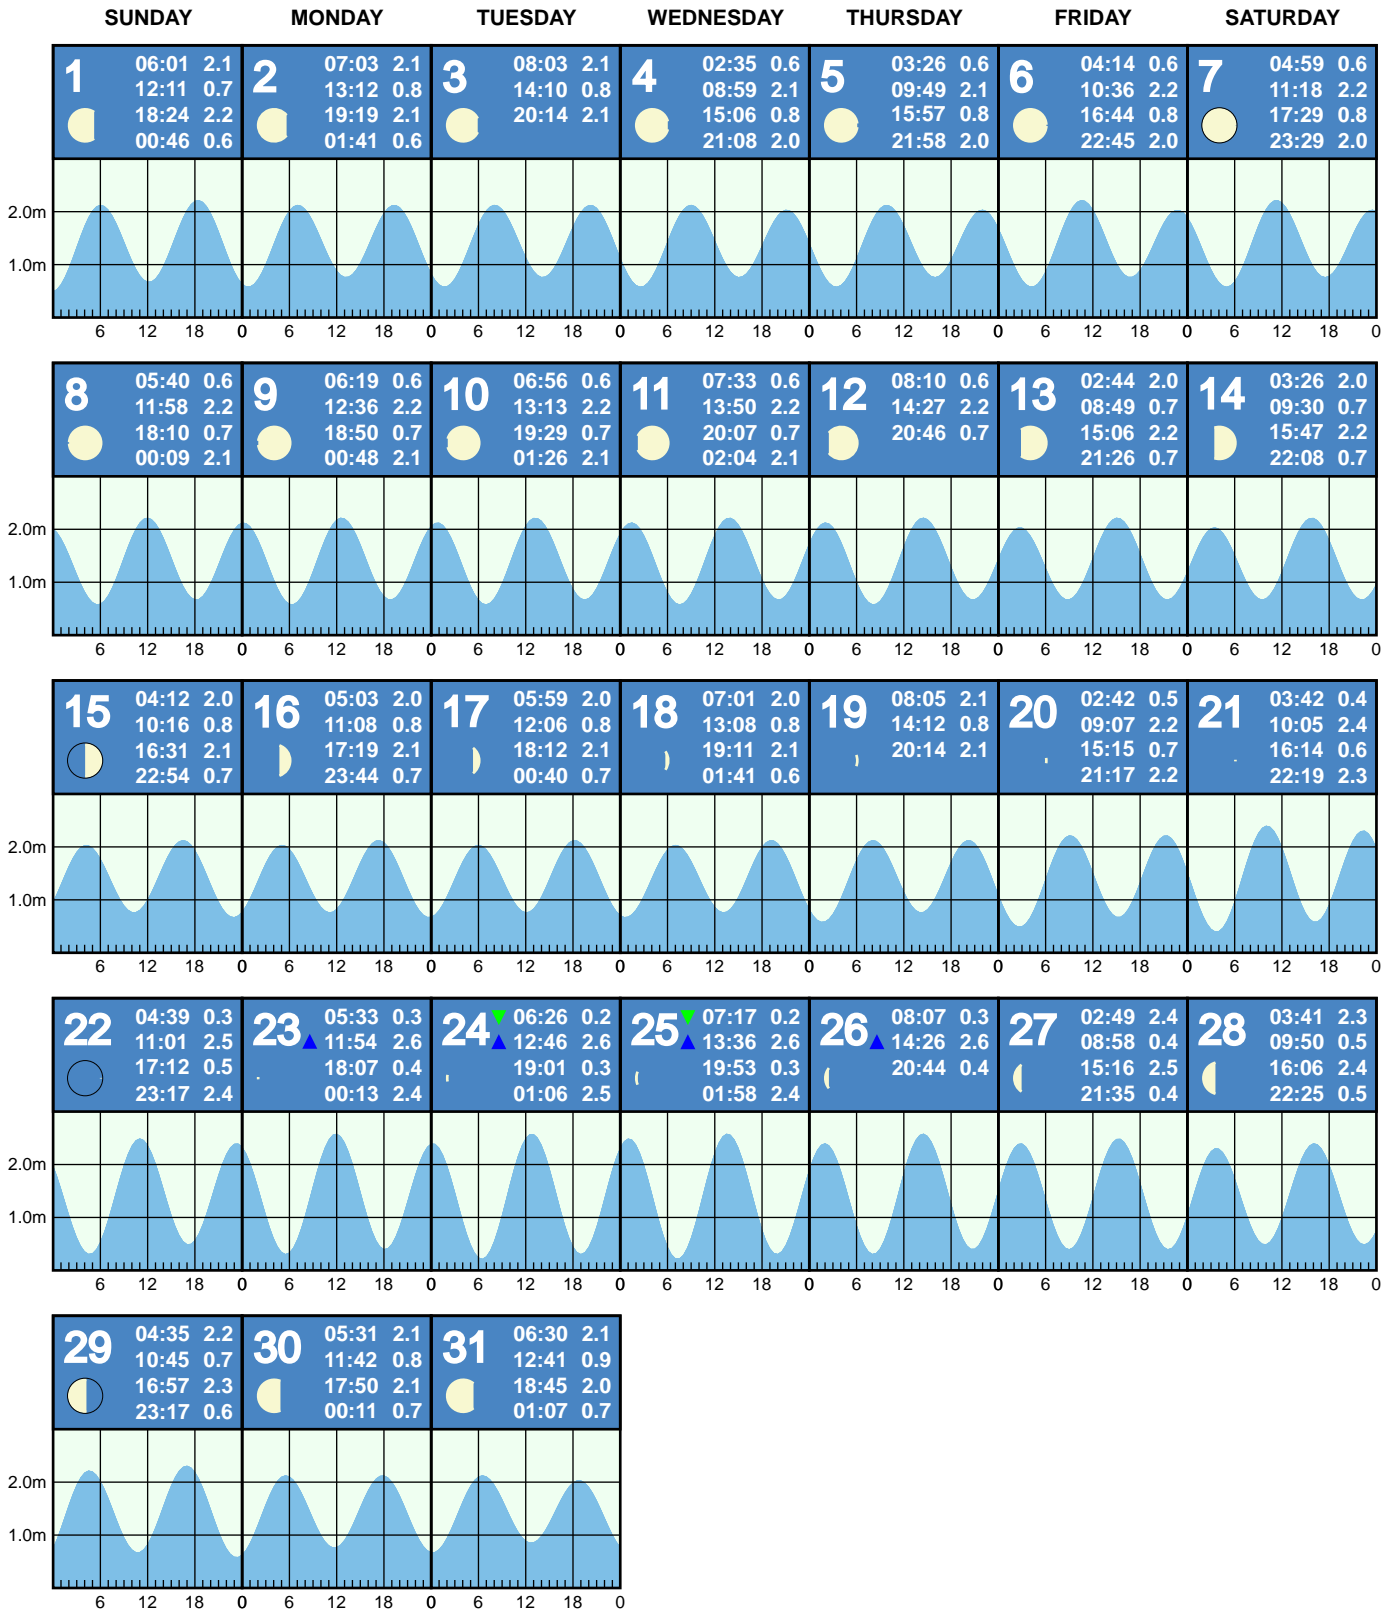 SUNDAY MONDAY TUESDAY WEDNESDAY THURSDAY FRIDAY SATURDAY
1 06:01 2.1
12:11 0.7
18:24 2.2
00:46 0.6
2 07:03 2.1
13:12 0.8
19:19 2.1
01:41 0.6
3 08:03 2.1
14:10 0.8
20:14 2.1
4 02:35 0.6
08:59 2.1
15:06 0.8
21:08 2.0
5 03:26 0.6
09:49 2.1
15:57 0.8
21:58 2.0
6 04:14 0.6
10:36 2.2
16:44 0.8
22:45 2.0
7 04:59 0.6
11:18 2.2
17:29 0.8
23:29 2.0
2.0m
1.0m
6 12 18 0 6 12 18 0 6 12 18 0 6 12 18 0 6 12 18 0 6 12 18 0 6 12 18 0
8 05:40 0.6
11:58 2.2
18:10 0.7
00:09 2.1
9 06:19 0.6
12:36 2.2
18:50 0.7
00:48 2.1
10 06:56 0.6
13:13 2.2
19:29 0.7
01:26 2.1
11 07:33 0.6
13:50 2.2
20:07 0.7
02:04 2.1
12 08:10 0.6
14:27 2.2
20:46 0.7
13 02:44 2.0
08:49 0.7
15:06 2.2
21:26 0.7
14 03:26 2.0
09:30 0.7
15:47 2.2
22:08 0.7
2.0m
1.0m
6 12 18 0 6 12 18 0 6 12 18 0 6 12 18 0 6 12 18 0 6 12 18 0 6 12 18 0
15 04:12 2.0
10:16 0.8
16:31 2.1
22:54 0.7
16 05:03 2.0
11:08 0.8
17:19 2.1
23:44 0.7
17 05:59 2.0
12:06 0.8
18:12 2.1
00:40 0.7
18 07:01 2.0
13:08 0.8
19:11 2.1
01:41 0.6
19 08:05 2.1
14:12 0.8
20:14 2.1
20 02:42 0.5
09:07 2.2
15:15 0.7
21:17 2.2
21 03:42 0.4
10:05 2.4
16:14 0.6
22:19 2.3
2.0m
1.0m
6 12 18 0 6 12 18 0 6 12 18 0 6 12 18 0 6 12 18 0 6 12 18 0 6 12 18 0
22 04:39 0.3
11:01 2.5
17:12 0.5
23:17 2.4
23 05:33 0.3
11:54 2.6
18:07 0.4
00:13 2.4
24 06:26 0.2
12:46 2.6
19:01 0.3
01:06 2.5
25 07:17 0.2
13:36 2.6
19:53 0.3
01:58 2.4
26 08:07 0.3
14:26 2.6
20:44 0.4
27 02:49 2.4
08:58 0.4
15:16 2.5
21:35 0.4
28 03:41 2.3
09:50 0.5
16:06 2.4
22:25 0.5
2.0m
1.0m
6 12 18 0 6 12 18 0 6 12 18 0 6 12 18 0 6 12 18 0 6 12 18 0 6 12 18 0
29 04:35 2.2
10:45 0.7
16:57 2.3
23:17 0.6
30 05:31 2.1
11:42 0.8
17:50 2.1
00:11 0.7
31 06:30 2.1
12:41 0.9
18:45 2.0
01:07 0.7
2.0m
1.0m
6 12 18 0 6 12 18 0 6 12 18 0